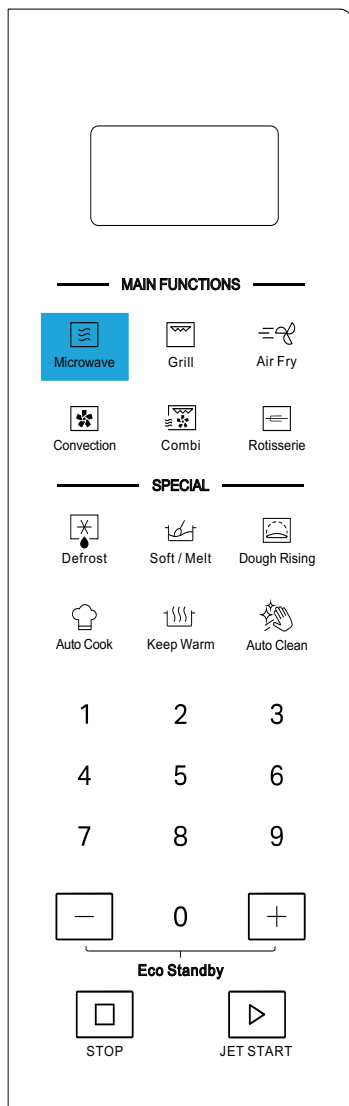 MAIN FUNCTIONS
Microwave Grill Air Fry
Convection Combi Rotisserie
SPECIAL
Defrost Soft / Melt Dough Rising
Auto Cook Keep Warm Auto Clean
1 2 3
4 5 6
7 8 9
− 0 +
Eco Standby
STOP JET START